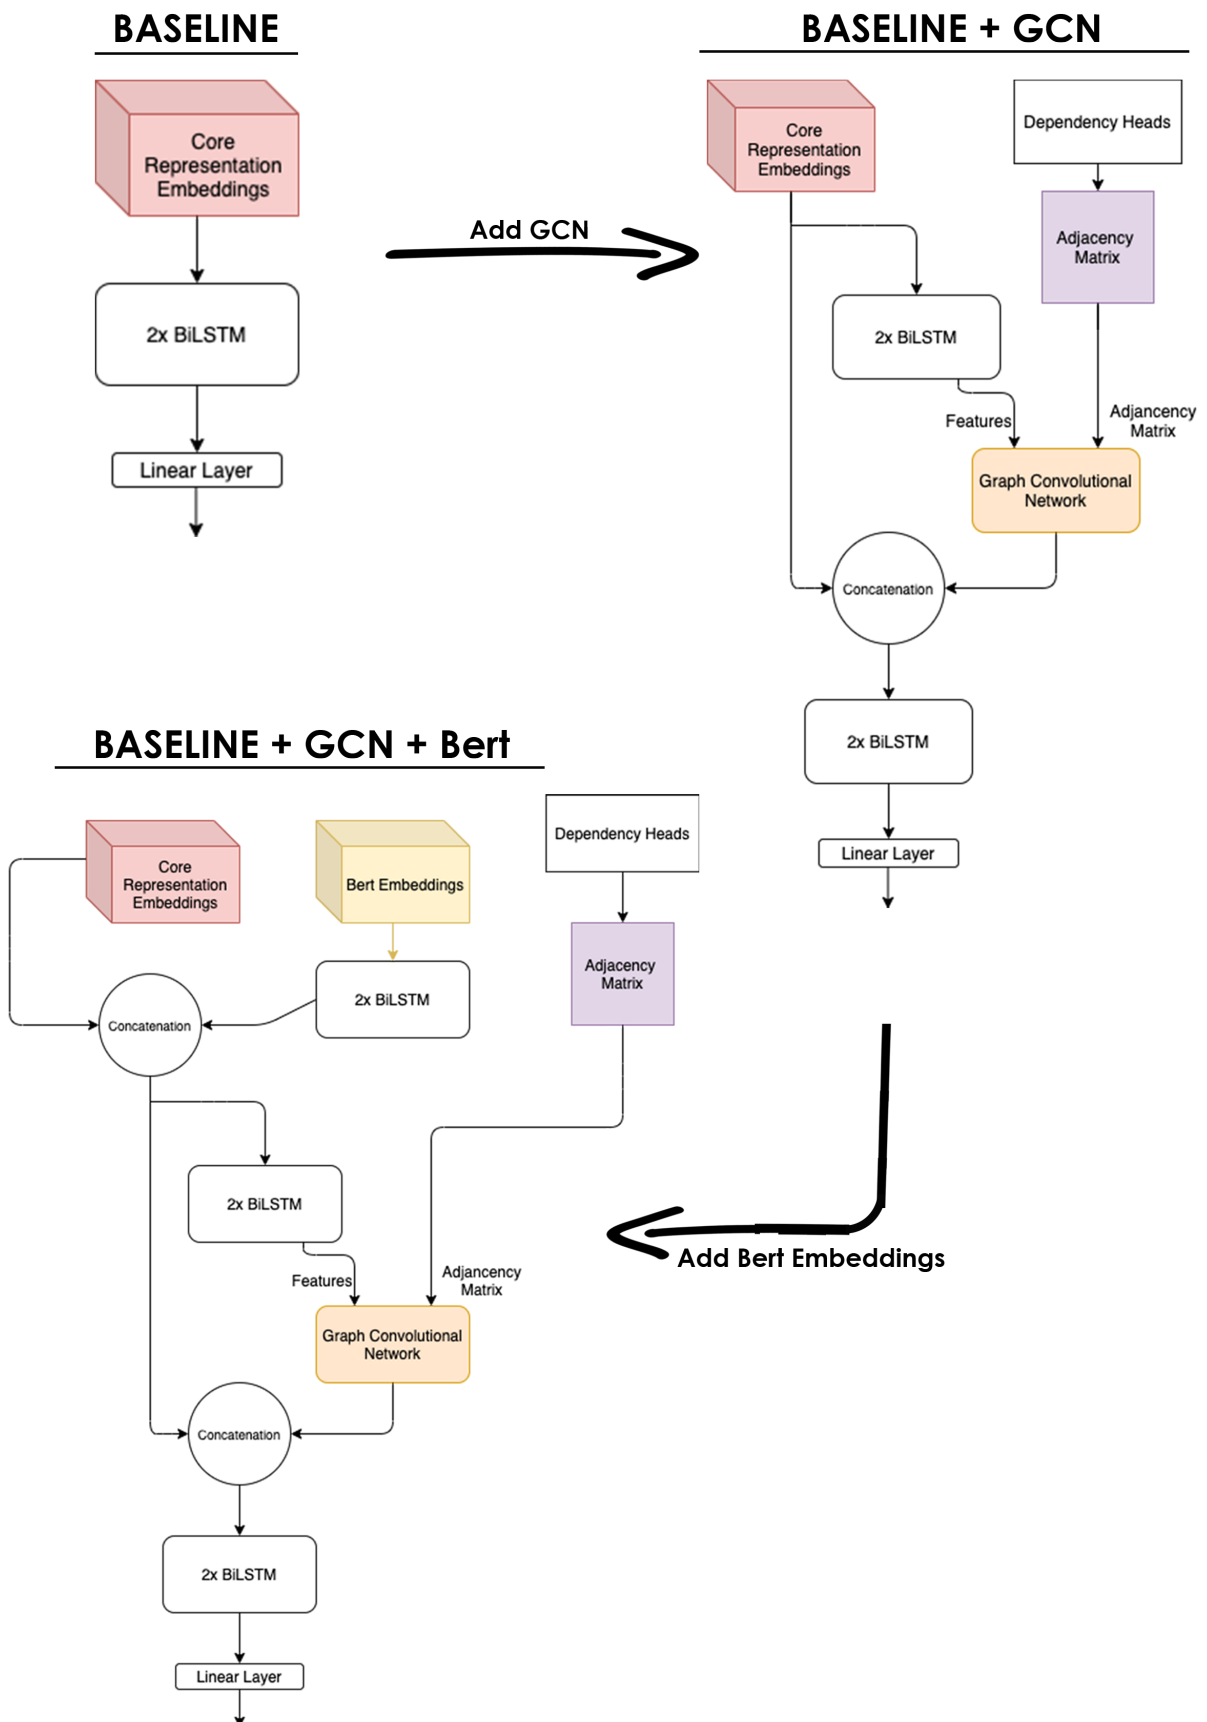 BASELINE
Core
Representation
Embeddings
2x BiLSTM
Linear Layer
Add GCN
BASELINE + GCN
Core
Representation
Embeddings
Dependency Heads
Adjacency
Matrix
2x BiLSTM
Features
Adjancency
Matrix
Graph Convolutional
Network
Concatenation
2x BiLSTM
Linear Layer
Add Bert Embeddings
BASELINE + GCN + Bert
Core
Representation
Embeddings
Bert Embeddings
Dependency Heads
2x BiLSTM
Adjacency
Matrix
Concatenation
2x BiLSTM
Features
Adjancency
Matrix
Graph Convolutional
Network
Concatenation
2x BiLSTM
Linear Layer